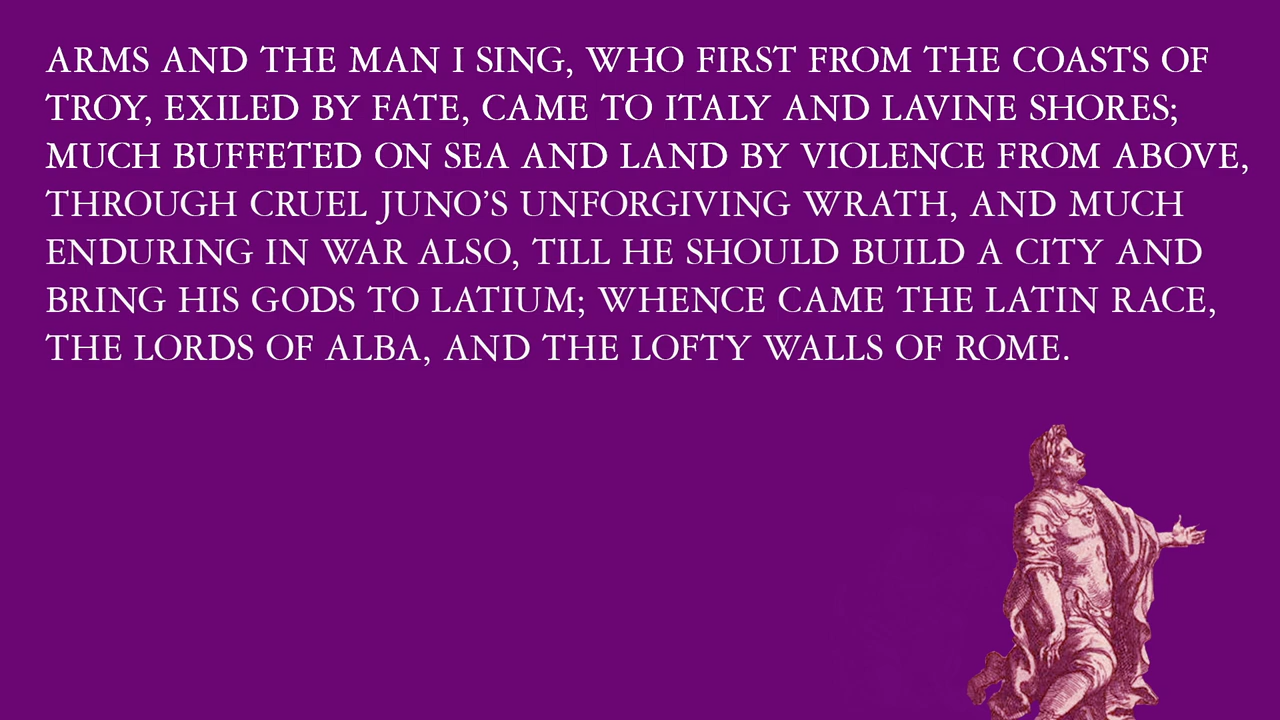 ARMS AND THE MAN I SING, WHO FIRST FROM THE COASTS OF
TROY, EXILED BY FATE, CAME TO ITALY AND LAVINE SHORES;
MUCH BUFFETED ON SEA AND LAND BY VIOLENCE FROM ABOVE,
THROUGH CRUEL JUNO’S UNFORGIVING WRATH, AND MUCH
ENDURING IN WAR ALSO, TILL HE SHOULD BUILD A CITY AND
BRING HIS GODS TO LATIUM; WHENCE CAME THE LATIN RACE,
THE LORDS OF ALBA, AND THE LOFTY WALLS OF ROME.